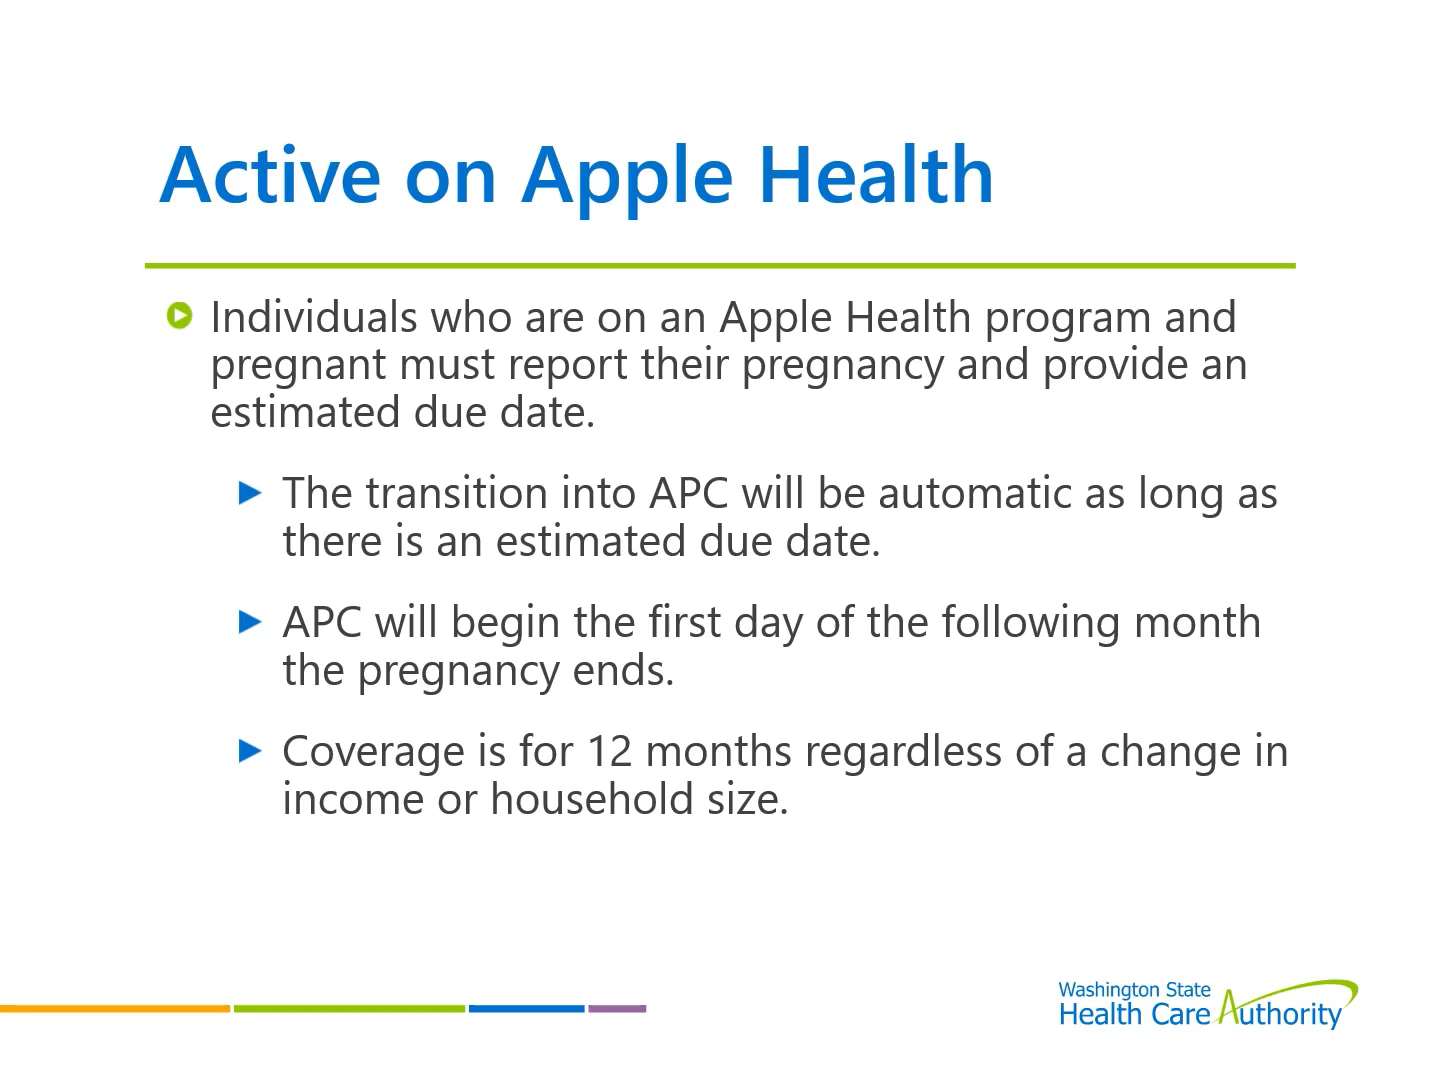 Active on Apple Health
Individuals who are on an Apple Health program and
pregnant must report their pregnancy and provide an
estimated due date.
The transition into APC will be automatic as long as
there is an estimated due date.
APC will begin the first day of the following month
the pregnancy ends.
Coverage is for 12 months regardless of a change in
income or household size.
Washington State
Health Care Authority